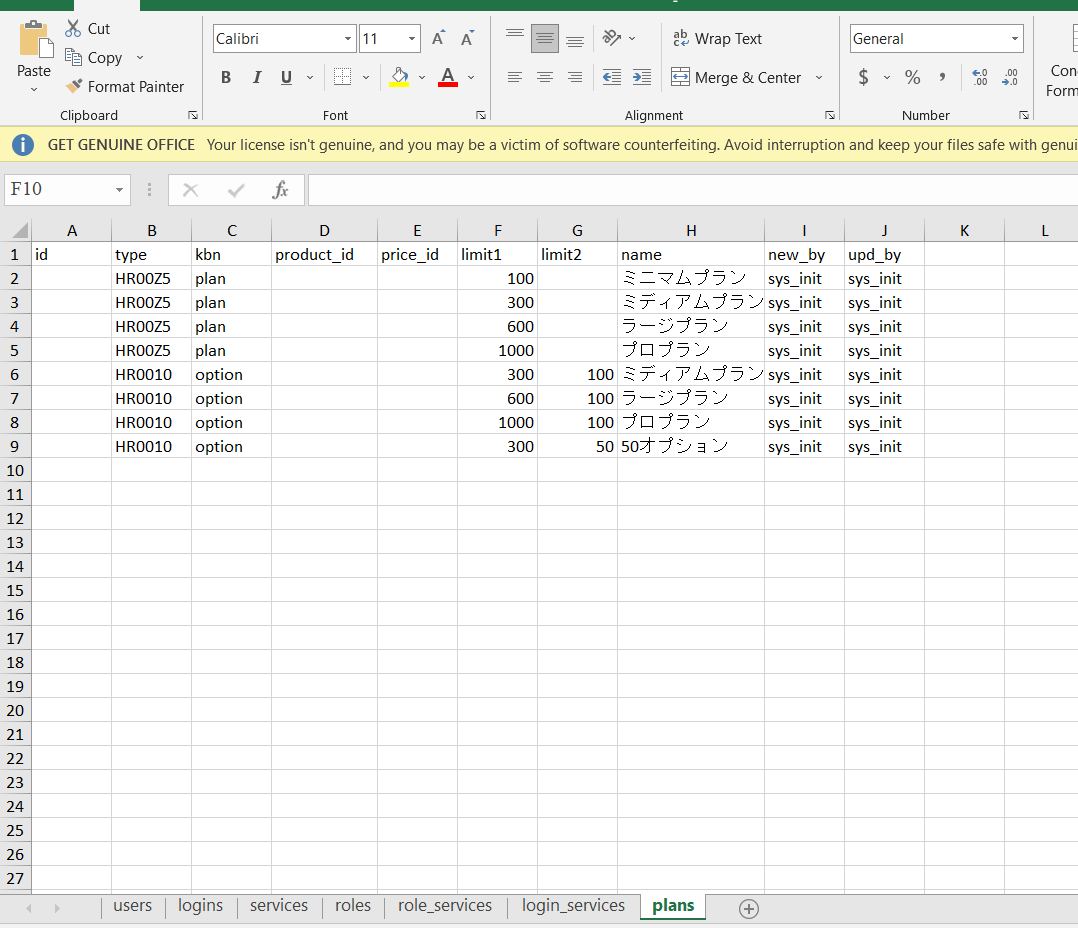 Cut
Copy
Format Painter
Paste
Clipboard
Calibri 11
B I U
Font
Wrap Text
Merge & Center
Alignment
General
$ % ,
Number
Con
Form
GET GENUINE OFFICE Your license isn't genuine, and you may be a victim of software counterfeiting. Avoid interruption and keep your files safe with genui
F10 fx
A B C D E F G H I J K L
1 id type kbn product_id price_id limit1 limit2 name new_by upd_by
2 HR00Z5 plan 100 ミニマムプラン sys_init sys_init
3 HR00Z5 plan 300 ミディアムプラン sys_init sys_init
4 HR00Z5 plan 600 ラージプラン sys_init sys_init
5 HR00Z5 plan 1000 プロプラン sys_init sys_init
6 HR0010 option 300 100 ミディアムプラン sys_init sys_init
7 HR0010 option 600 100 ラージプラン sys_init sys_init
8 HR0010 option 1000 100 プロプラン sys_init sys_init
9 HR0010 option 300 50 50オプション sys_init sys_init
10
11
12
13
14
15
16
17
18
19
20
21
22
23
24
25
26
27
users logins services roles role_services login_services plans